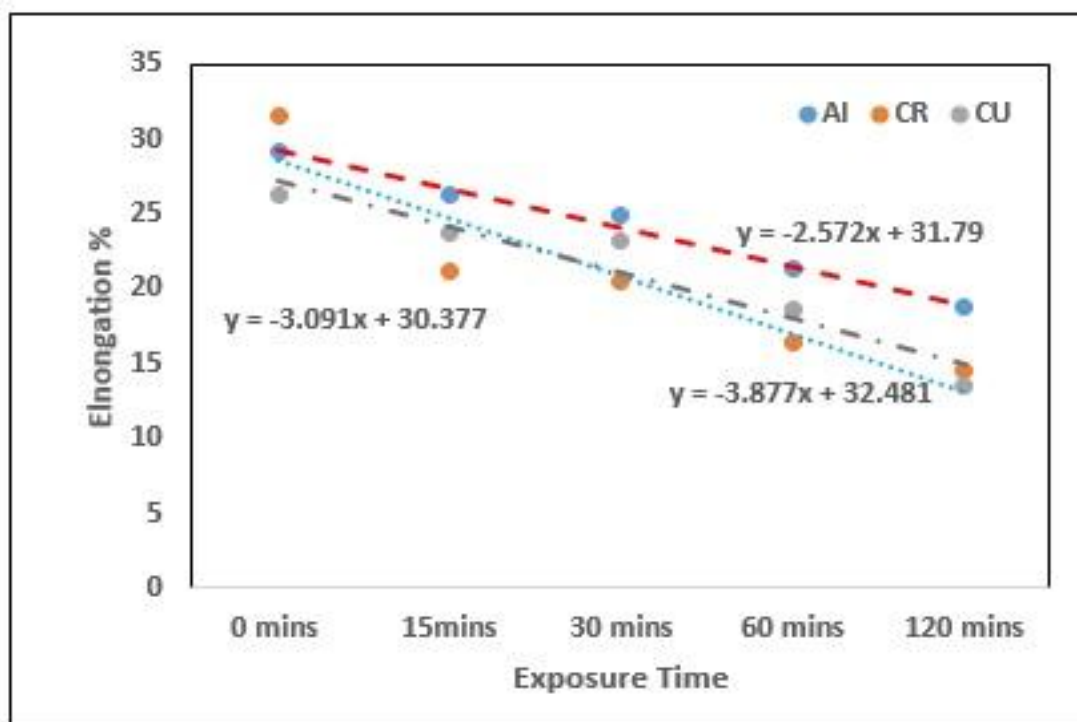 35
AI CR CU
30
25
y = -2.572x + 31.79
20
y = -3.091x + 30.377
15
y = -3.877x + 32.481
10
5
0
Elnongation %
0 mins 15mins 30 mins 60 mins 120 mins
Exposure Time